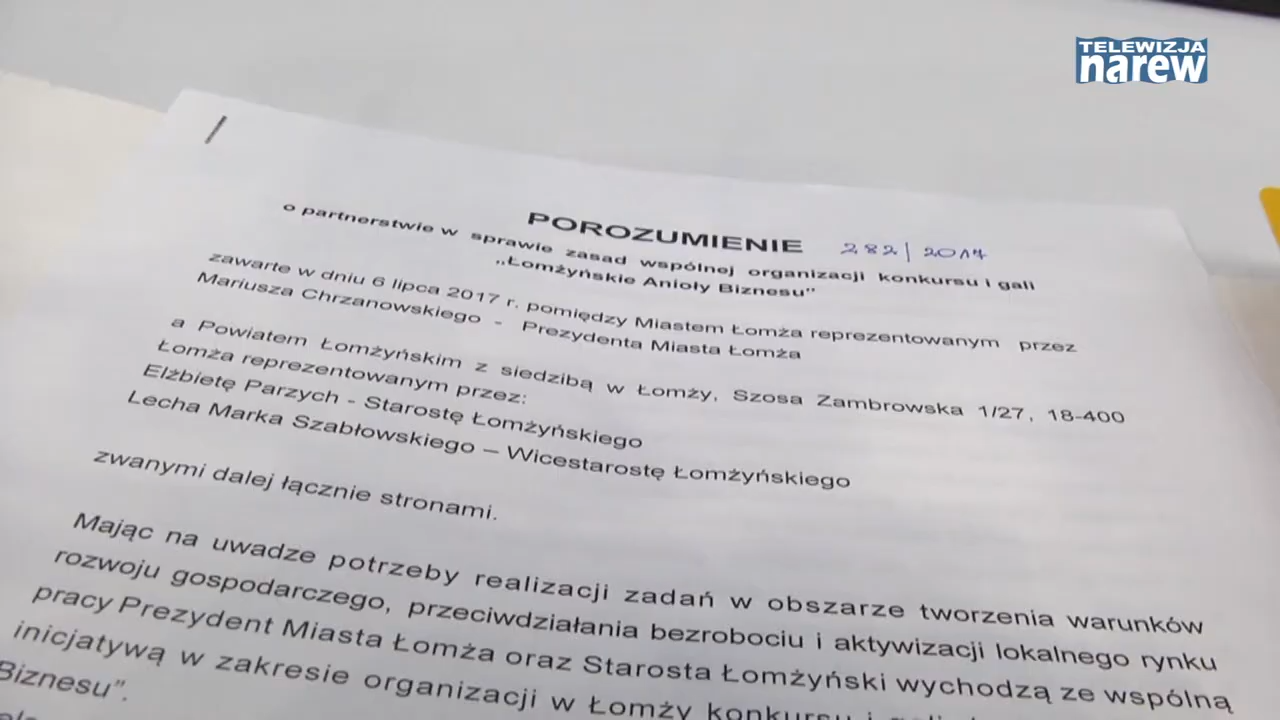 TELEWIZJA
narew
POROZUMIENIE 282/2017
o partnerstwie w sprawie zasad wspólnej organizacji konkursu i gali
„Łomżyńskie Anioły Biznesu"
zawarte w dniu 6 lipca 2017 r. pomiędzy Miastem Łomża reprezentowanym przez
Mariusza Chrzanowskiego - Prezydenta Miasta Łomża
a Powiatem Łomżyńskim z siedzibą w Łomży, Szosa Zambrowska 1/27, 18-400
Łomża reprezentowanym przez:
Elżbietę Parzych - Starostę Łomżyńskiego
Lecha Marka Szabłowskiego – Wicestarostę Łomżyńskiego
zwanymi dalej łącznie stronami.
Mając na uwadze potrzeby realizacji zadań w obszarze tworzenia warunków
rozwoju gospodarczego, przeciwdziałania bezrobociu i aktywizacji lokalnego rynku
pracy Prezydent Miasta Łomża oraz Starosta Łomżyński wychodzą ze wspólną
inicjatywą w zakresie organizacji w Łomży konkursu i
Biznesu".